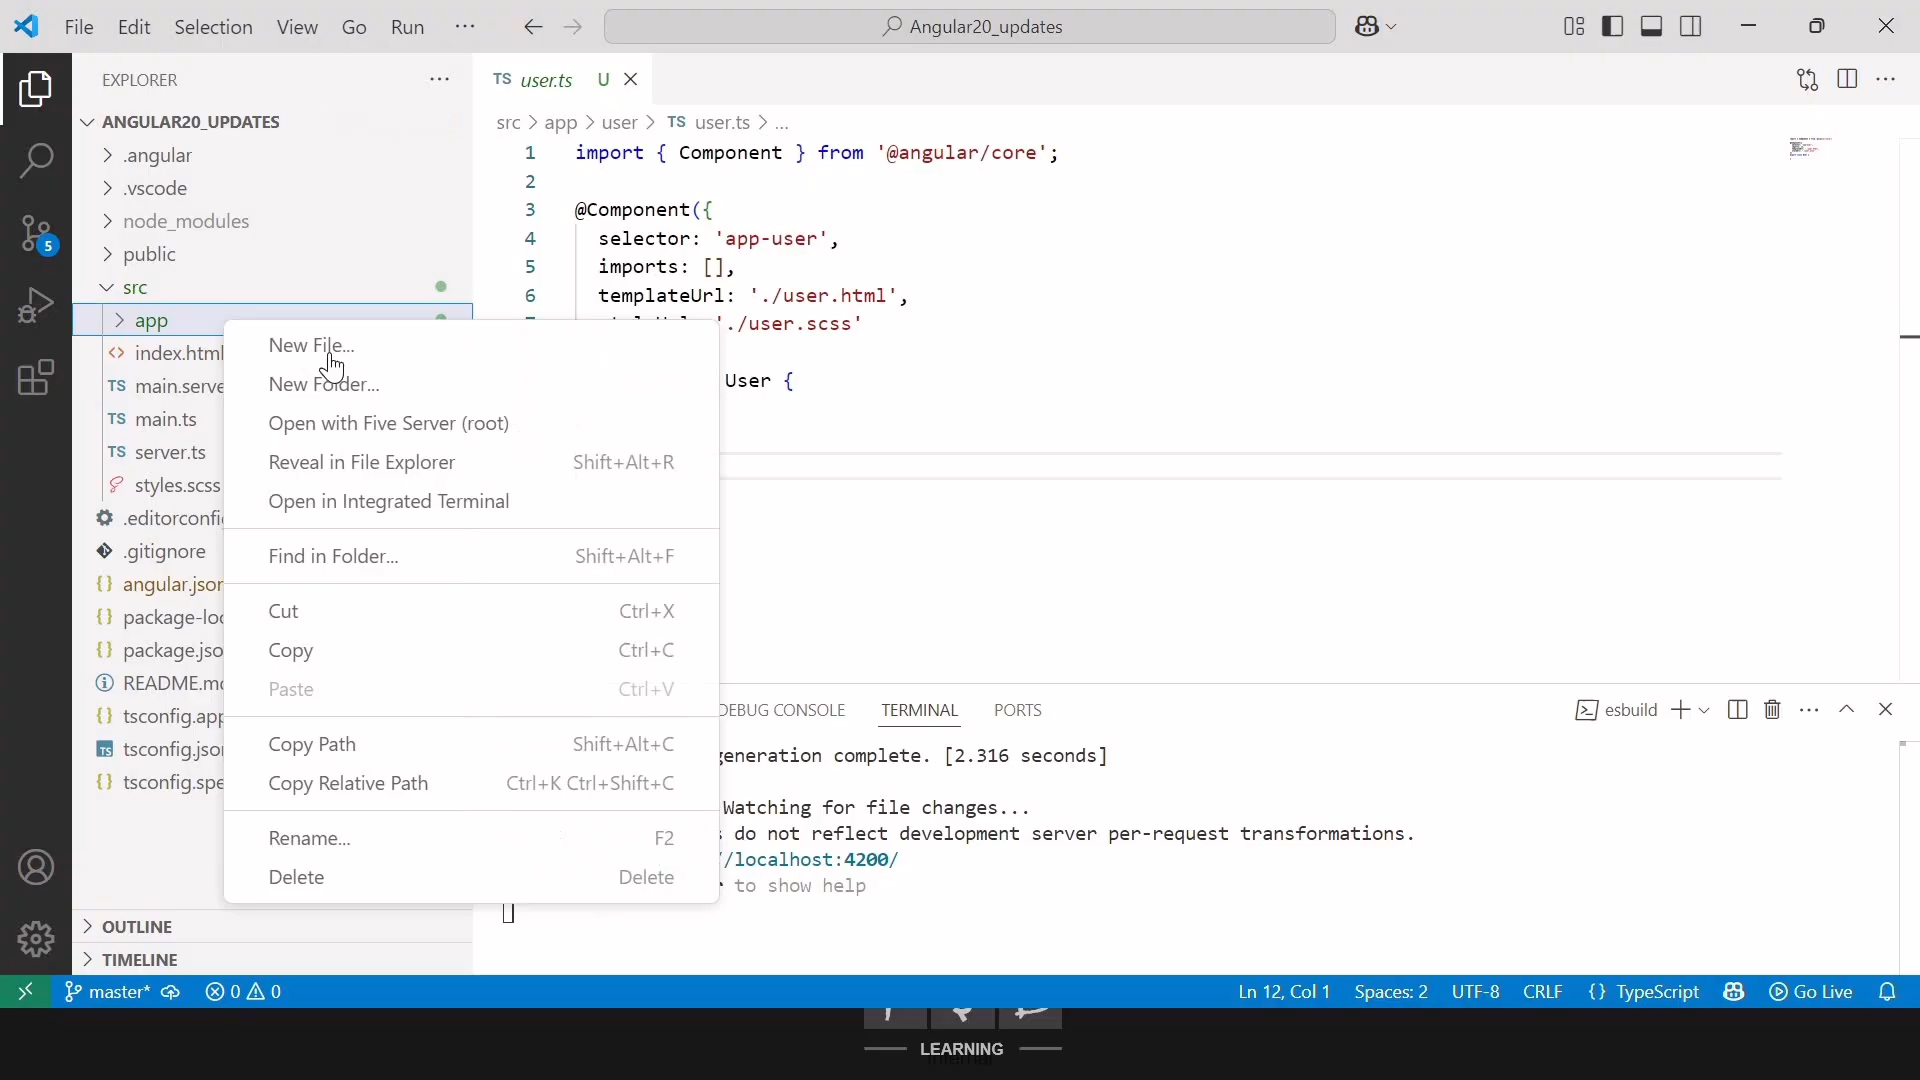 File Edit Selection View Go Run ··· Angular20_updates
EXPLORER ···
ANGULAR20_UPDATES
.angular
.vscode
node_modules
public
src
app
index.html
TS main.serve
TS main.ts
TS server.ts
styles.scss
.editorconfi
.gitignore
{} angular.json
{} package-loc
{} package.jso
README.md
{} tsconfig.app
TS tsconfig.json
{} tsconfig.spe
OUTLINE
TIMELINE
New File...
New Folder...
Open with Five Server (root)
Reveal in File Explorer Shift+Alt+R
Open in Integrated Terminal
Find in Folder... Shift+Alt+F
Cut Ctrl+X
Copy Ctrl+C
Paste Ctrl+V
Copy Path Shift+Alt+C
Copy Relative Path Ctrl+K Ctrl+Shift+C
Rename... F2
Delete Delete
TS user.ts U
src > app > user > TS user.ts > ...
1 import { Component } from '@angular/core';
2
3 @Component({
4 selector: 'app-user',
5 imports: [],
6 templateUrl: './user.html',
'./user.scss'
User {
DEBUG CONSOLE TERMINAL PORTS esbuild
generation complete. [2.316 seconds]
Watching for file changes...
do not reflect development server per-request transformations.
//localhost:4200/
to show help
master* 0 0 Ln 12, Col 1 Spaces: 2 UTF-8 CRLF {} TypeScript Go Live
5
LEARNING